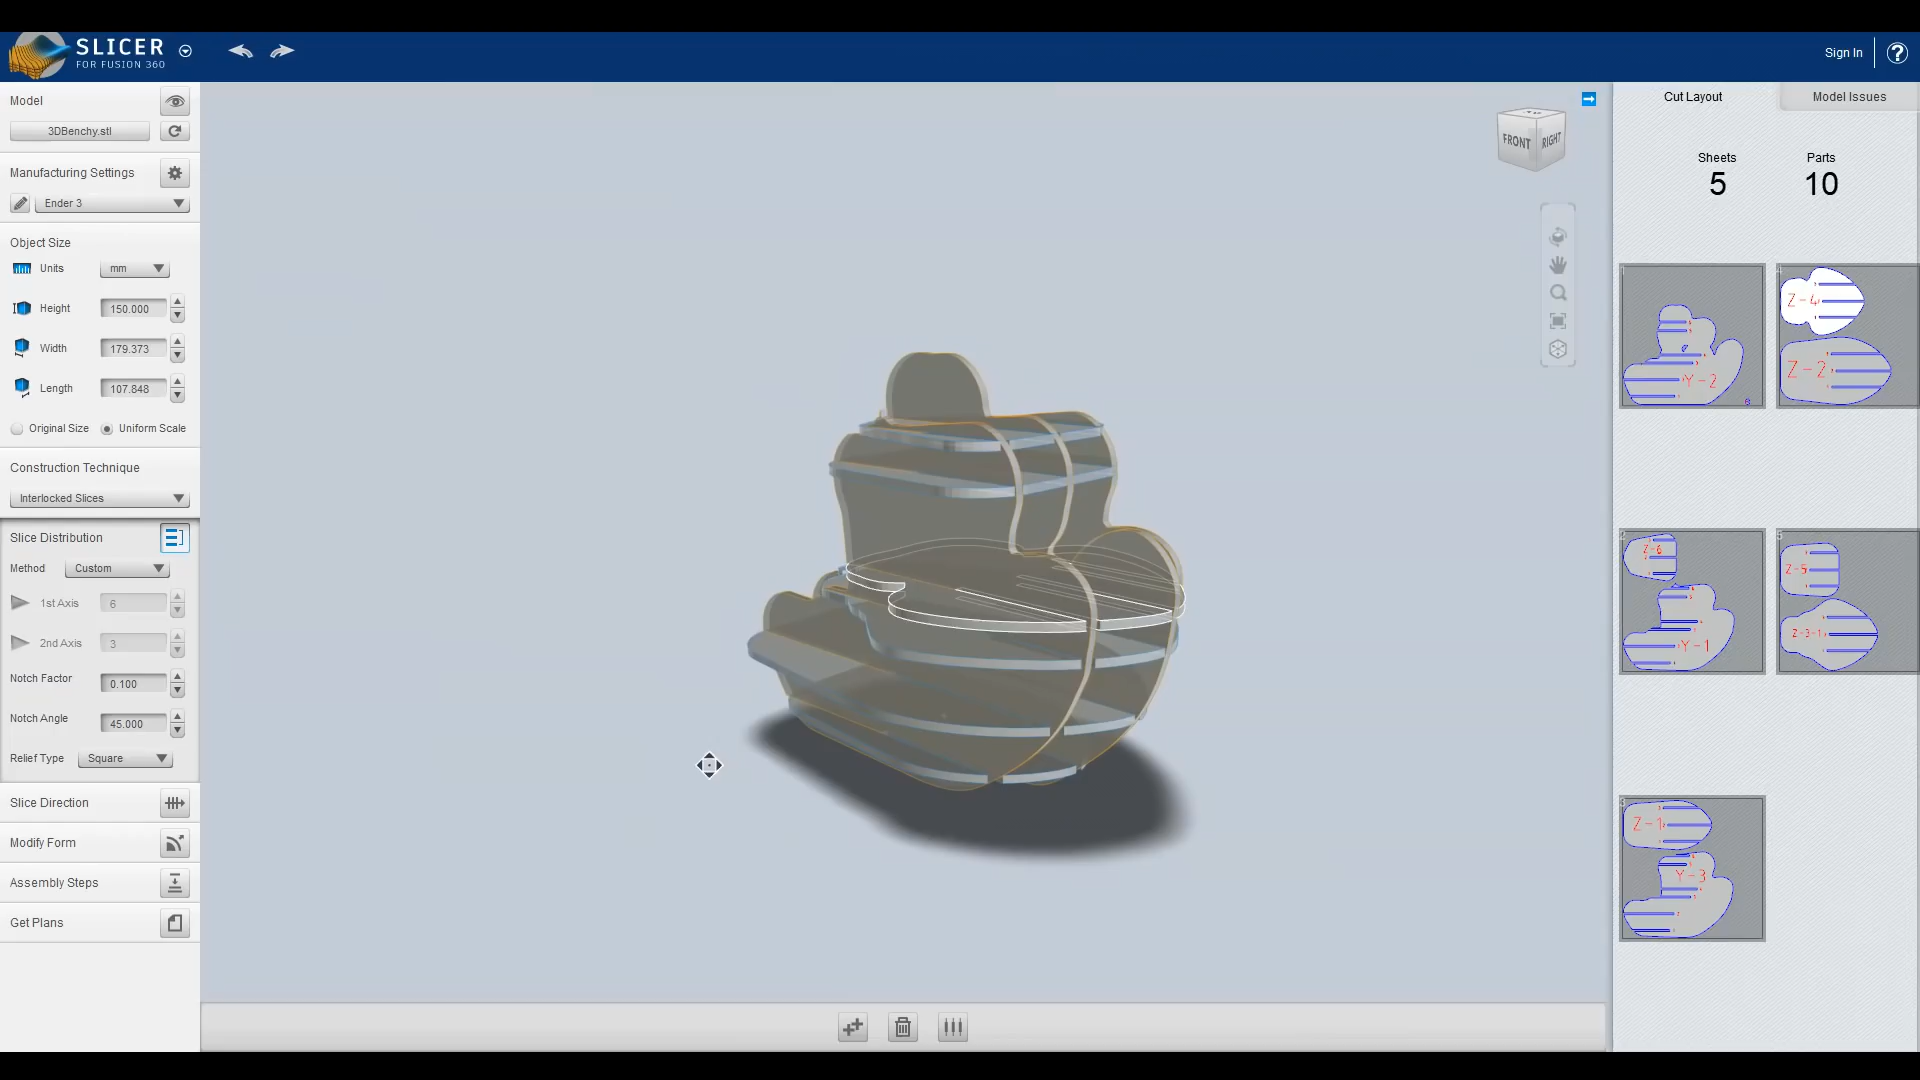 SLICER
FOR FUSION 360
Sign In
?
Model
3DBenchy.stl
Manufacturing Settings
Ender 3
Object Size
Units mm
Height 150.000
Width 179.373
Length 107.848
Original Size Uniform Scale
Construction Technique
Interlocked Slices
Slice Distribution
Method Custom
1st Axis 6
2nd Axis 3
Notch Factor 0.100
Notch Angle 45.000
Relief Type Square
Slice Direction
Modify Form
Assembly Steps
Get Plans
FRONT RIGHT
Cut Layout Model Issues
Sheets Parts
5 10
Y-2
Z-4
Z-2
Z-6
Y-1
Z-5
Z-3-1
Z-1
Y-3